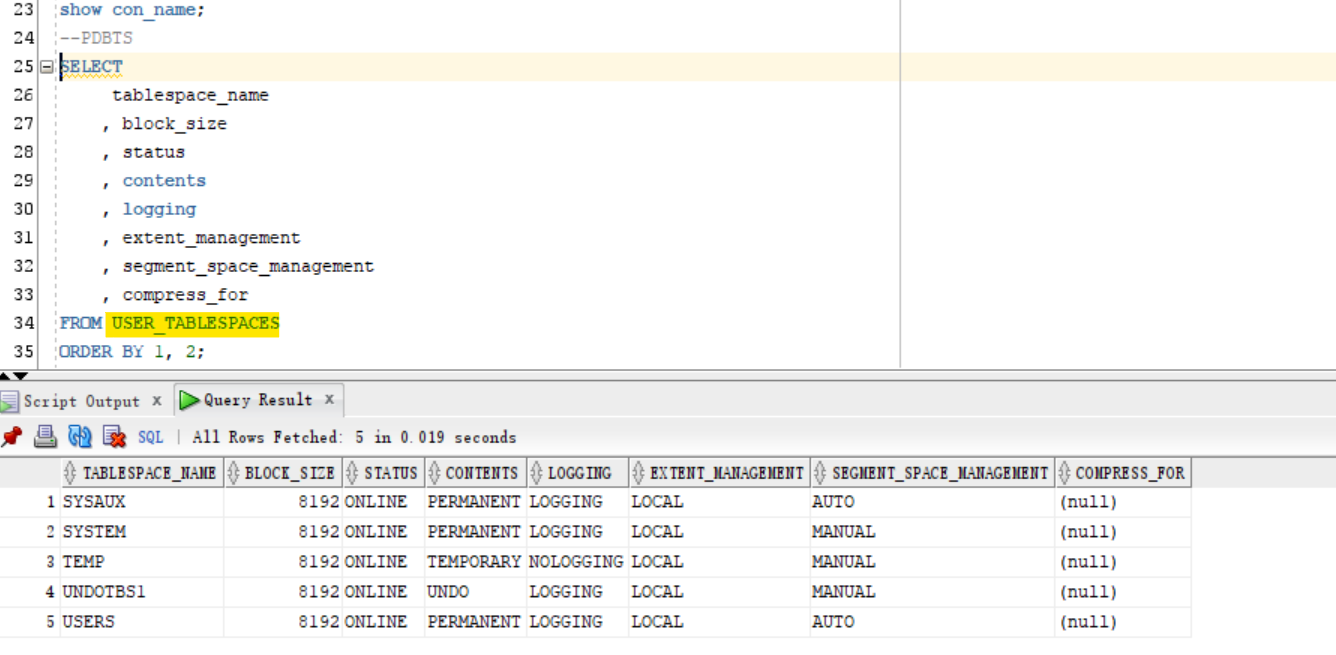 23 show con_name;
24 --PDBTS
25 SELECT
26 tablespace_name
27 , block_size
28 , status
29 , contents
30 , logging
31 , extent_management
32 , segment_space_management
33 , compress_for
34 FROM USER_TABLESPACES
35 ORDER BY 1, 2;
Script Output x Query Result x
SQL | All Rows Fetched: 5 in 0.019 seconds
TABLESPACE_NAME BLOCK_SIZE STATUS CONTENTS LOGGING EXTENT_MANAGEMENT SEGMENT_SPACE_MANAGEMENT COMPRESS_FOR
1 SYSAUX 8192 ONLINE PERMANENT LOGGING LOCAL AUTO (null)
2 SYSTEM 8192 ONLINE PERMANENT LOGGING LOCAL MANUAL (null)
3 TEMP 8192 ONLINE TEMPORARY NOLOGGING LOCAL MANUAL (null)
4 UNDOTBS1 8192 ONLINE UNDO LOGGING LOCAL MANUAL (null)
5 USERS 8192 ONLINE PERMANENT LOGGING LOCAL AUTO (null)